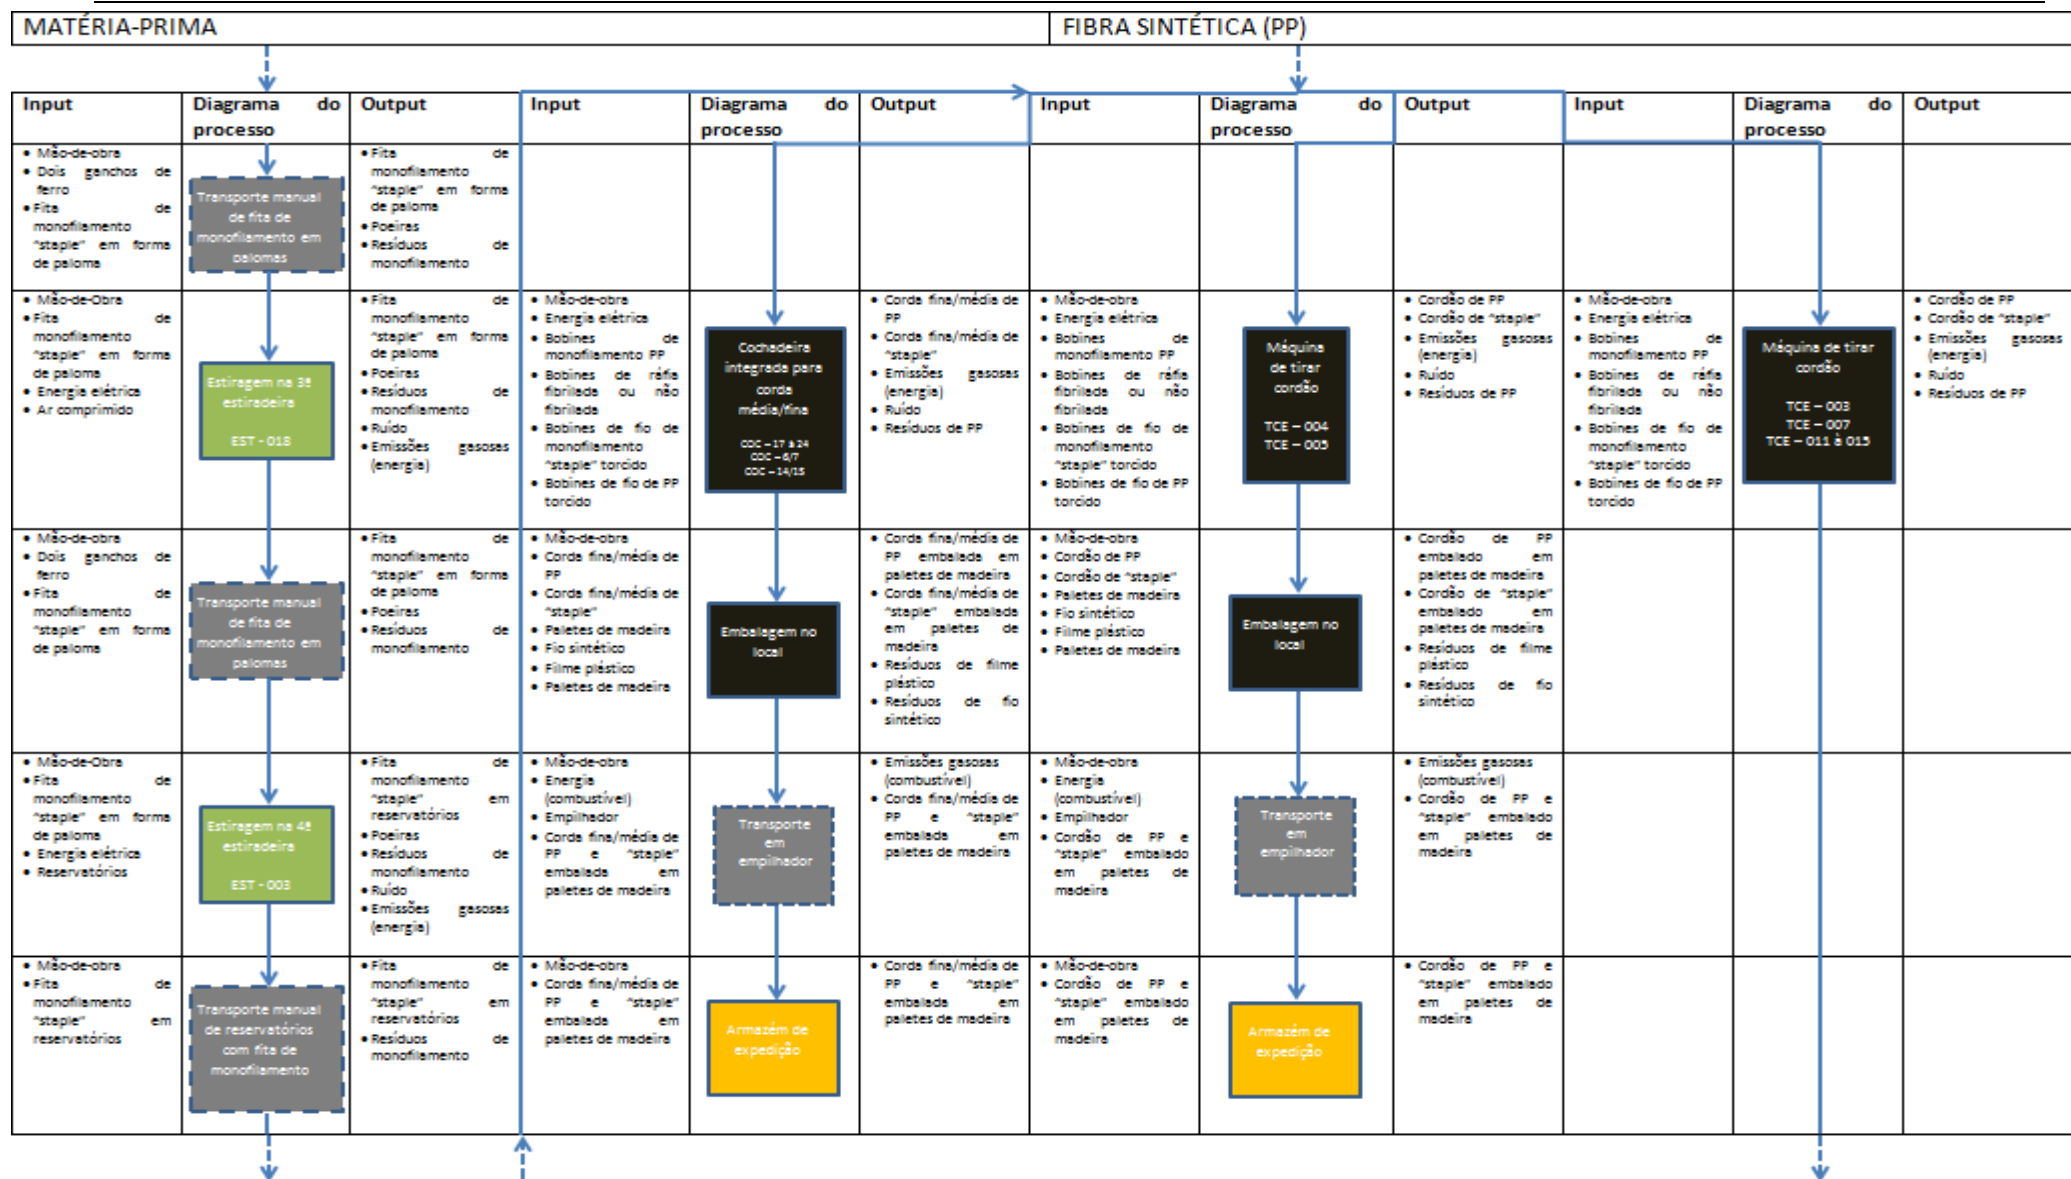 MATÉRIA-PRIMA
FIBRA SINTÉTICA (PP)
Input
Diagrama do
processo
Output
Input
Diagrama do
processo
Output
Input
Diagrama do
processo
Output
Input
Diagrama do
processo
Output
• Mão-de-obra
• Dois ganchos de
ferro
• Fita de
monofilamento
"staple" em forma
de paloma
Transporte manual
de fita de
monofilamento em
palomas
• Fita de
monofilamento
"staple" em forma
de paloma
• Poeiras
• Resíduos de
monofilamento
• Mão-de-Obra
• Fita de
monofilamento
"staple" em forma
de paloma
• Energia elétrica
• Ar comprimido
Estiragem na 3ª
estiradeira
EST - 018
• Fita de
monofilamento
"staple" em forma
de paloma
• Poeiras
• Resíduos de
monofilamento
• Ruído
• Emissões gasosas
(energia)
• Mão-de-obra
• Energia elétrica
• Bobines de
monofilamento PP
• Bobines de ráfia
fibrilada ou não
fibrilada
• Bobines de fio de
monofilamento
"staple" torcido
• Bobines de fio de PP
torcido
Cochadeira
integrada para
corda
média/fina
COC – 17 à 24
COC – 6/7
COC – 14/15
• Corda fina/média de
PP
• Corda fina/média de
"staple"
• Emissões gasosas
(energia)
• Ruído
• Resíduos de PP
• Mão-de-obra
• Energia elétrica
• Bobines de
monofilamento PP
• Bobines de ráfia
fibrilada ou não
fibrilada
• Bobines de fio de
monofilamento
"staple" torcido
• Bobines de fio de PP
torcido
Máquina
de tirar
cordão
TCE – 004
TCE – 005
• Cordão de PP
• Cordão de "staple"
• Emissões gasosas
(energia)
• Ruído
• Resíduos de PP
• Mão-de-obra
• Energia elétrica
• Bobines de
monofilamento PP
• Bobines de ráfia
fibrilada ou não
fibrilada
• Bobines de fio de
monofilamento
"staple" torcido
• Bobines de fio de PP
torcido
Máquina de tirar
cordão
TCE – 003
TCE – 007
TCE – 011 à 015
• Cordão de PP
• Cordão de "staple"
• Emissões gasosas
(energia)
• Ruído
• Resíduos de PP
• Mão-de-obra
• Dois ganchos de
ferro
• Fita de
monofilamento
"staple" em forma
de paloma
Transporte manual
de fita de
monofilamento em
palomas
• Fita de
monofilamento
"staple" em forma
de paloma
• Poeiras
• Resíduos de
monofilamento
• Mão-de-obra
• Corda fina/média de
PP
• Corda fina/média de
"staple"
• Paletes de madeira
• Fio sintético
• Filme plástico
• Paletes de madeira
Embalagem no
local
• Corda fina/média de
PP embalada em
paletes de madeira
• Corda fina/média de
"staple" embalada
em paletes de
madeira
• Resíduos de filme
plástico
• Resíduos de fio
sintético
• Mão-de-obra
• Cordão de PP
• Cordão de "staple"
• Paletes de madeira
• Fio sintético
• Filme plástico
• Paletes de madeira
Embalagem no
local
• Cordão de PP
embalado em
paletes de madeira
• Cordão de "staple"
embalado em
paletes de madeira
• Resíduos de filme
plástico
• Resíduos de fio
sintético
• Mão-de-Obra
• Fita de
monofilamento
"staple" em forma
de paloma
• Energia elétrica
• Reservatórios
Estiragem na 4ª
estiradeira
EST - 003
• Fita de
monofilamento
"staple" em
reservatórios
• Poeiras
• Resíduos de
monofilamento
• Ruído
• Emissões gasosas
(energia)
• Mão-de-obra
• Energia
(combustível)
• Empilhador
• Corda fina/média de
PP e "staple"
embalada em
paletes de madeira
Transporte
em
empilhador
• Emissões gasosas
(combustível)
• Corda fina/média de
PP e "staple"
embalada em
paletes de madeira
• Mão-de-obra
• Energia
(combustível)
• Empilhador
• Cordão de PP e
"staple" embalado
em paletes de
madeira
Transporte
em
empilhador
• Emissões gasosas
(combustível)
• Cordão de PP e
"staple" embalado
em paletes de
madeira
• Mão-de-obra
• Fita de
monofilamento
"staple" em
reservatórios
Transporte manual
de reservatórios
com fita de
monofilamento
• Fita de
monofilamento
"staple" em
reservatórios
• Resíduos de
monofilamento
• Mão-de-obra
• Corda fina/média de
PP e "staple"
embalada em
paletes de madeira
Armazém de
expedição
• Corda fina/média de
PP e "staple"
embalada em
paletes de madeira
• Mão-de-obra
• Cordão de PP e
"staple" embalado
em paletes de
madeira
Armazém de
expedição
• Cordão de PP e
"staple" embalado
em paletes de
madeira